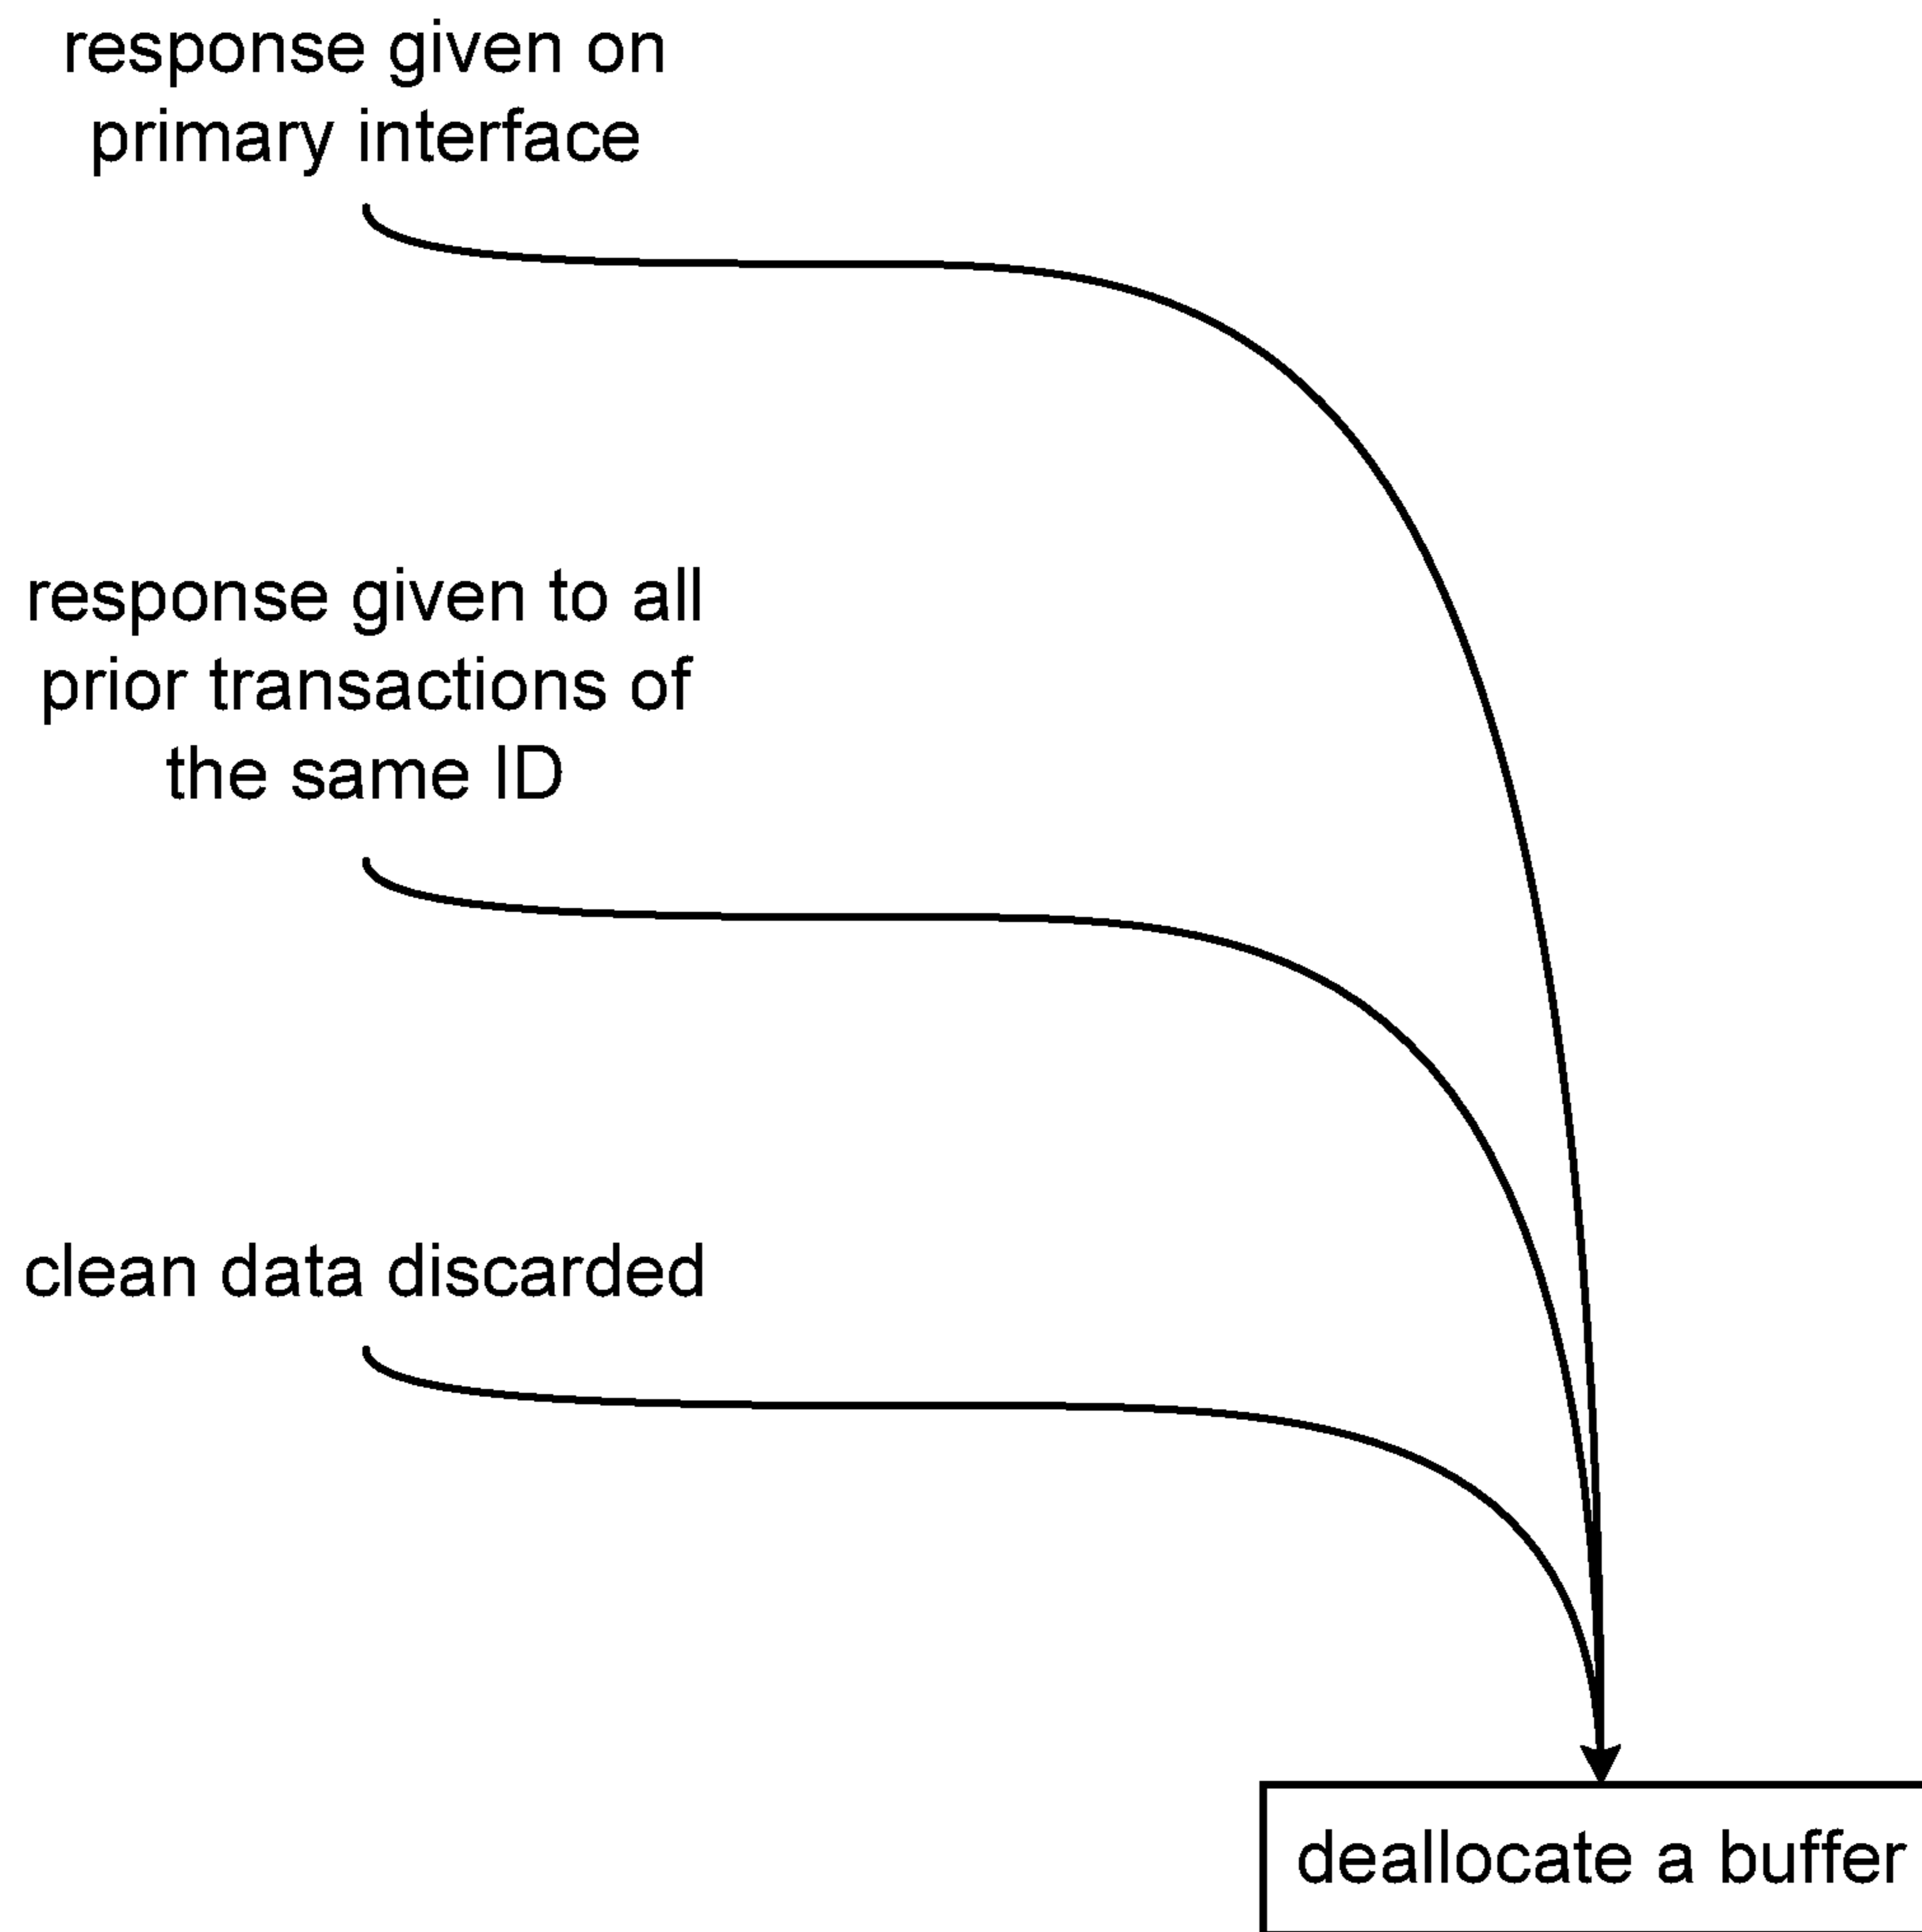 response given on
primary interface
response given to all
prior transactions of
the same ID
clean data discarded
deallocate a buffer